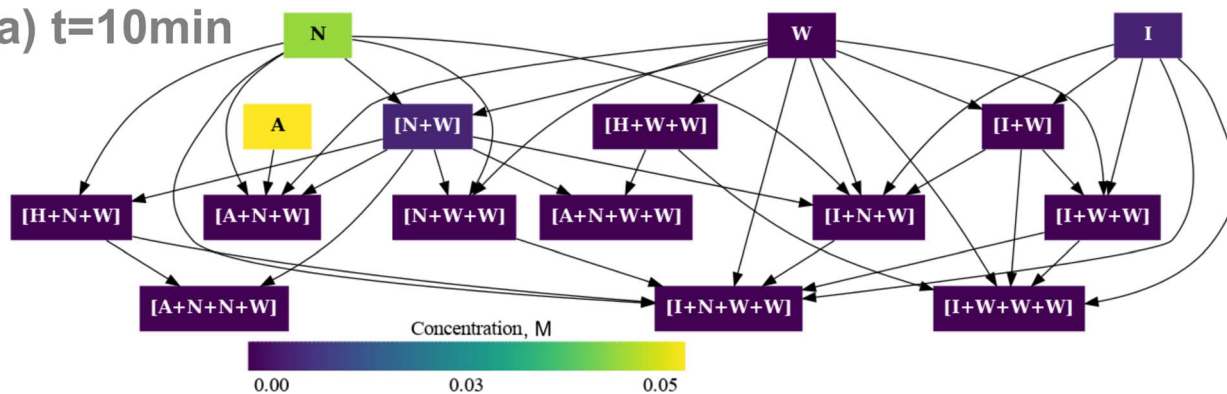 a) t=10min
N
W
I
A
[N+W]
[H+W+W]
[I+W]
[H+N+W]
[A+N+W]
[N+W+W]
[A+N+W+W]
[I+N+W]
[I+W+W]
[A+N+N+W]
[I+N+W+W]
[I+W+W+W]
Concentration, M
0.00 0.03 0.05